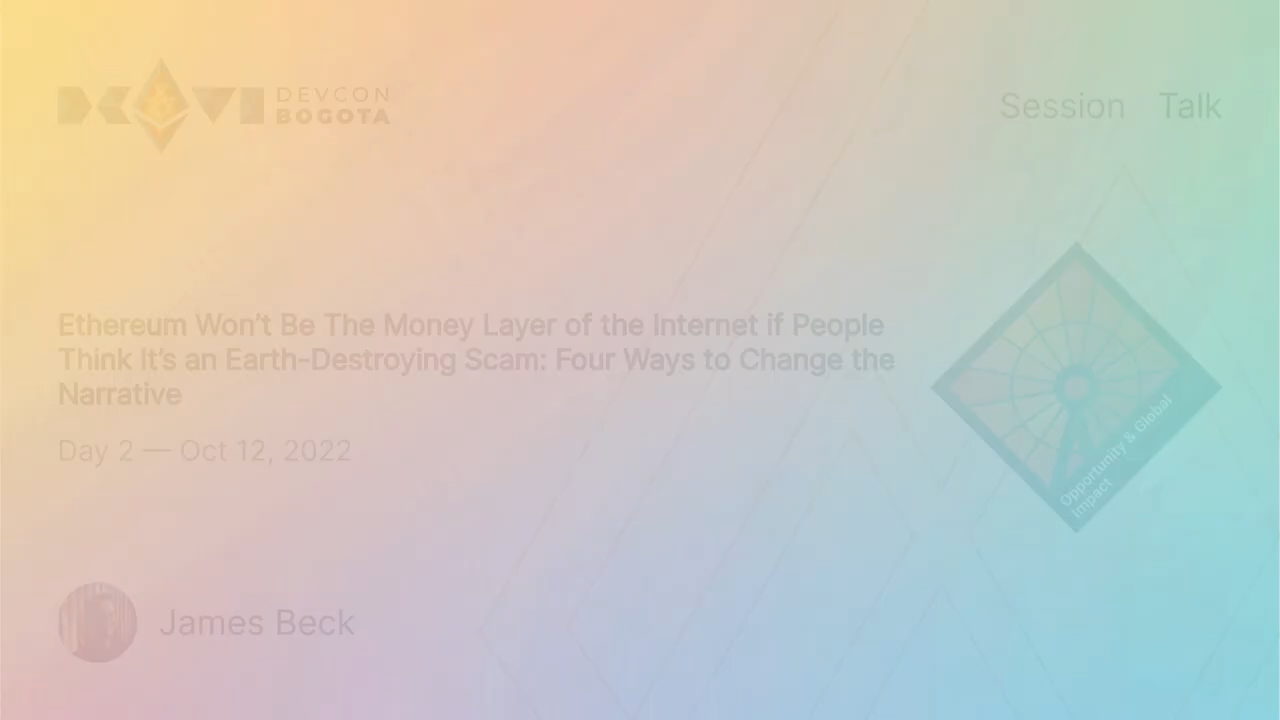 DEVCON
BOGOTA
Session Talk
Ethereum Won’t Be The Money Layer of the Internet if People
Think It’s an Earth-Destroying Scam: Four Ways to Change the
Narrative
Day 2 — Oct 12, 2022
Opportunity & Global
Impact
James Beck